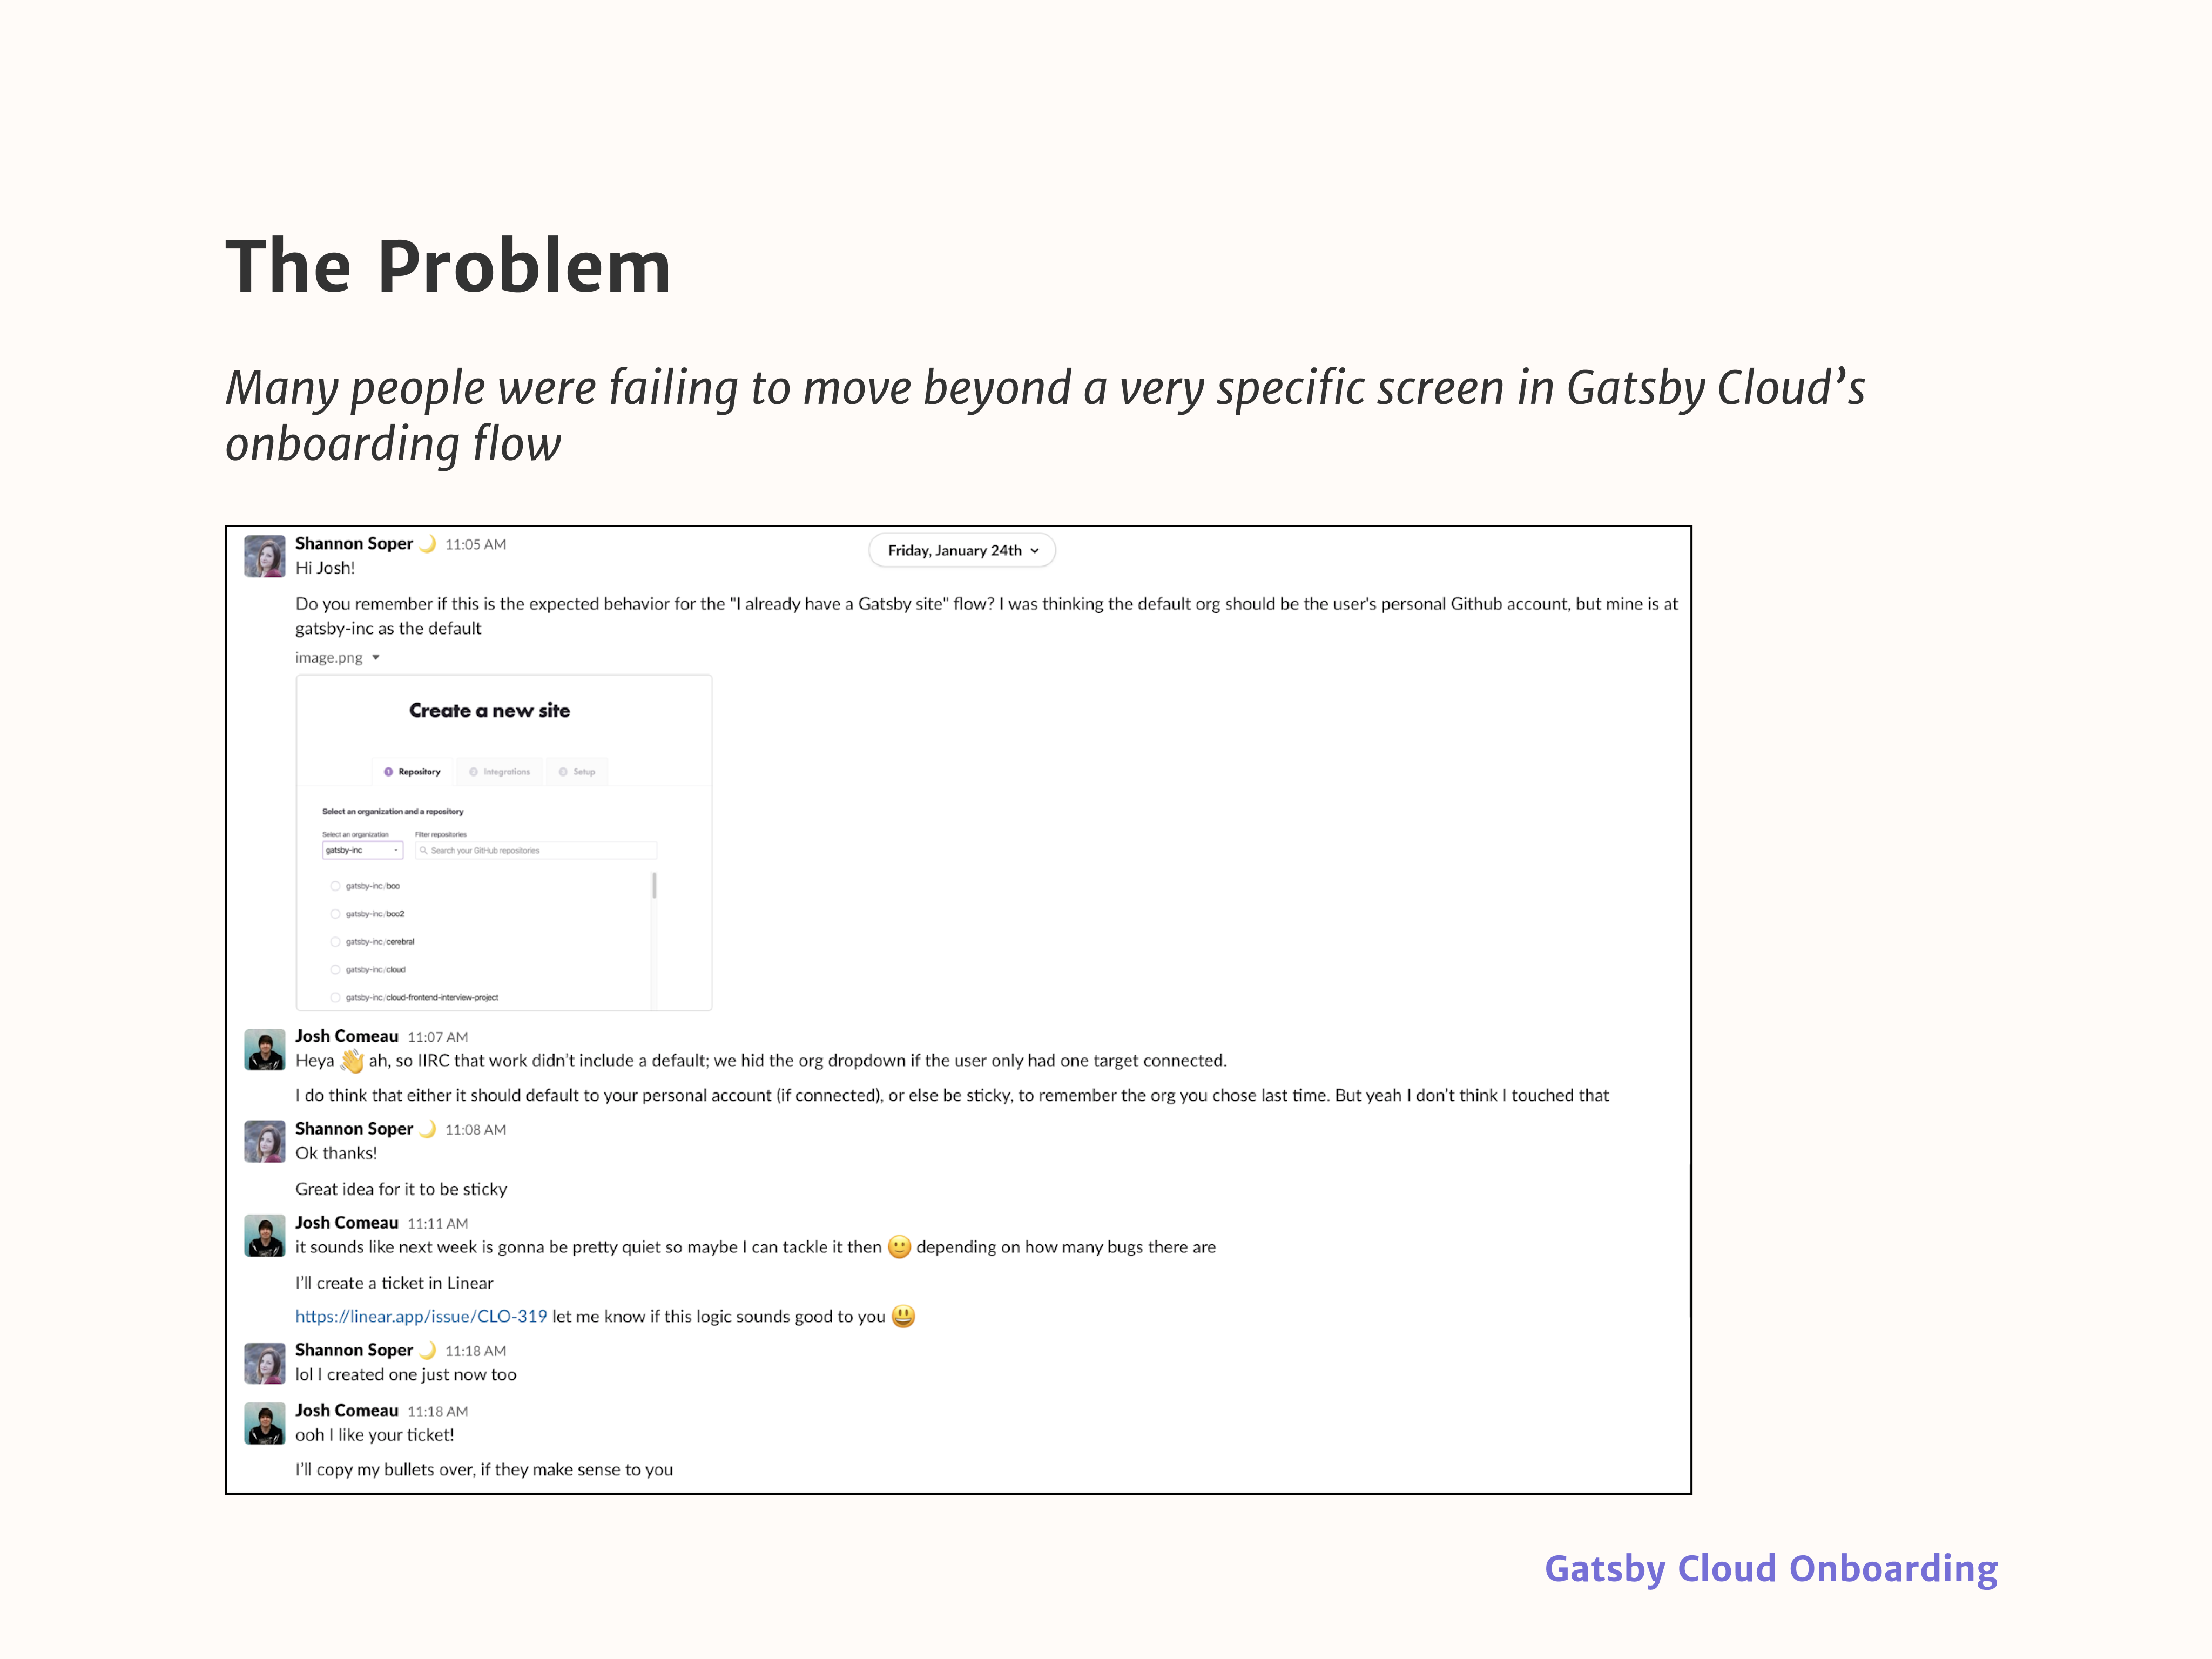 The Problem
Many people were failing to move beyond a very specific screen in Gatsby Cloud’s
onboarding flow
Shannon Soper 🌙 11:05 AM
Friday, January 24th
Hi Josh!
Do you remember if this is the expected behavior for the "I already have a Gatsby site" flow? I was thinking the default org should be the user's personal Github account, but mine is at
gatsby-inc as the default
image.png
Create a new site
1 Repository
2 Integrations
3 Setup
Select an organization and a repository
Select an organization
Filter repositories
gatsby-inc
Search your GitHub repositories
gatsby-inc/boo
gatsby-inc/boo2
gatsby-inc/cerebral
gatsby-inc/cloud
gatsby-inc/cloud-frontend-interview-project
Josh Comeau 11:07 AM
Heya 👋 ah, so IIRC that work didn’t include a default; we hid the org dropdown if the user only had one target connected.
I do think that either it should default to your personal account (if connected), or else be sticky, to remember the org you chose last time. But yeah I don't think I touched that
Shannon Soper 🌙 11:08 AM
Ok thanks!
Great idea for it to be sticky
Josh Comeau 11:11 AM
it sounds like next week is gonna be pretty quiet so maybe I can tackle it then 🙂 depending on how many bugs there are
I’ll create a ticket in Linear
https://linear.app/issue/CLO-319 let me know if this logic sounds good to you 😃
Shannon Soper 🌙 11:18 AM
lol I created one just now too
Josh Comeau 11:18 AM
ooh I like your ticket!
I’ll copy my bullets over, if they make sense to you
Gatsby Cloud Onboarding